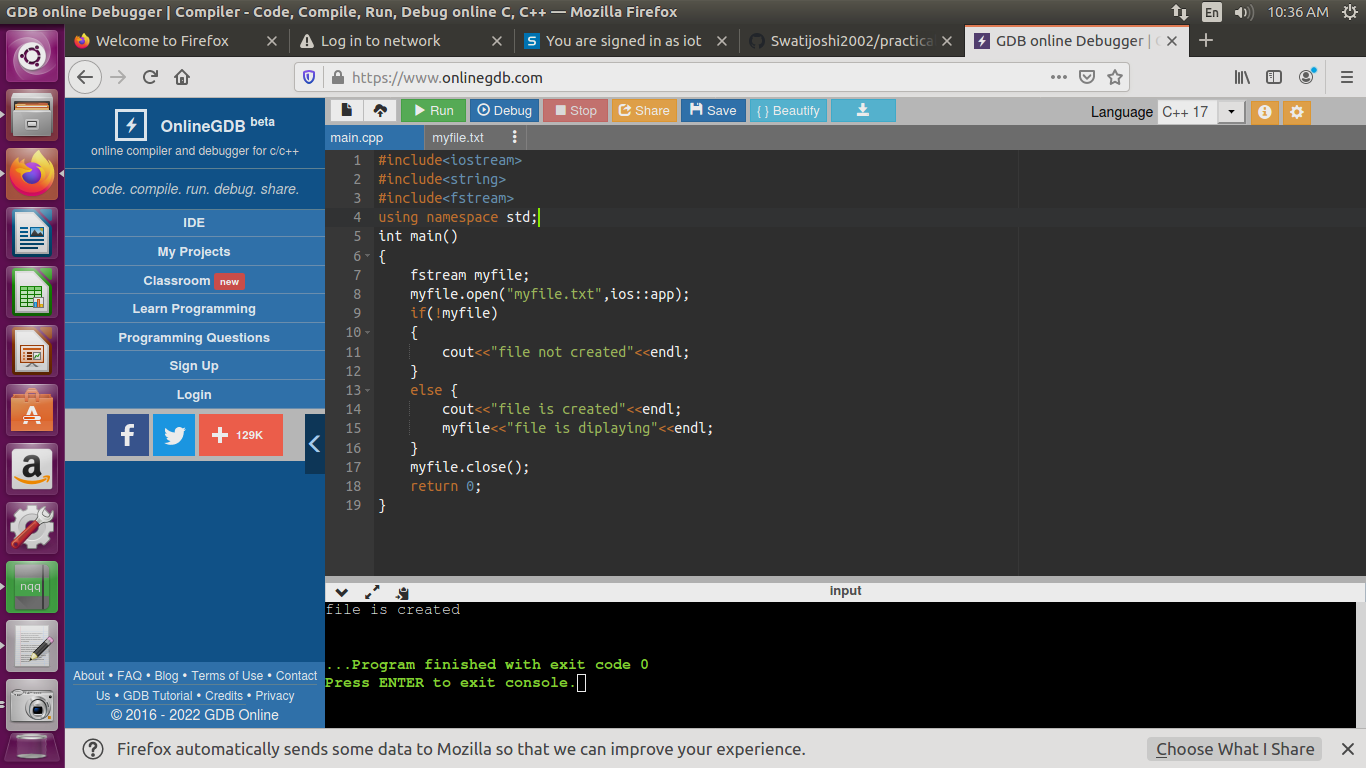 GDB online Debugger | Compiler - Code, Compile, Run, Debug online C, C++ — Mozilla Firefox
En
10:36 AM
Welcome to Firefox
Log in to network
You are signed in as iot
Swatijoshi2002/practica
GDB online Debugger |
https://www.onlinegdb.com
OnlineGDB beta
online compiler and debugger for c/c++
code. compile. run. debug. share.
IDE
My Projects
Classroom new
Learn Programming
Programming Questions
Sign Up
Login
129K
About • FAQ • Blog • Terms of Use • Contact
Us • GDB Tutorial • Credits • Privacy
© 2016 - 2022 GDB Online
Run
Debug
Stop
Share
Save
{ } Beautify
Language C++ 17
main.cpp
myfile.txt
1 #include<iostream>
2 #include<string>
3 #include<fstream>
4 using namespace std;
5 int main()
6 {
7 fstream myfile;
8 myfile.open("myfile.txt",ios::app);
9 if(!myfile)
10 {
11 cout<<"file not created"<<endl;
12 }
13 else {
14 cout<<"file is created"<<endl;
15 myfile<<"file is diplaying"<<endl;
16 }
17 myfile.close();
18 return 0;
19 }
input
file is created
...Program finished with exit code 0
Press ENTER to exit console.
nqq
Firefox automatically sends some data to Mozilla so that we can improve your experience.
Choose What I Share